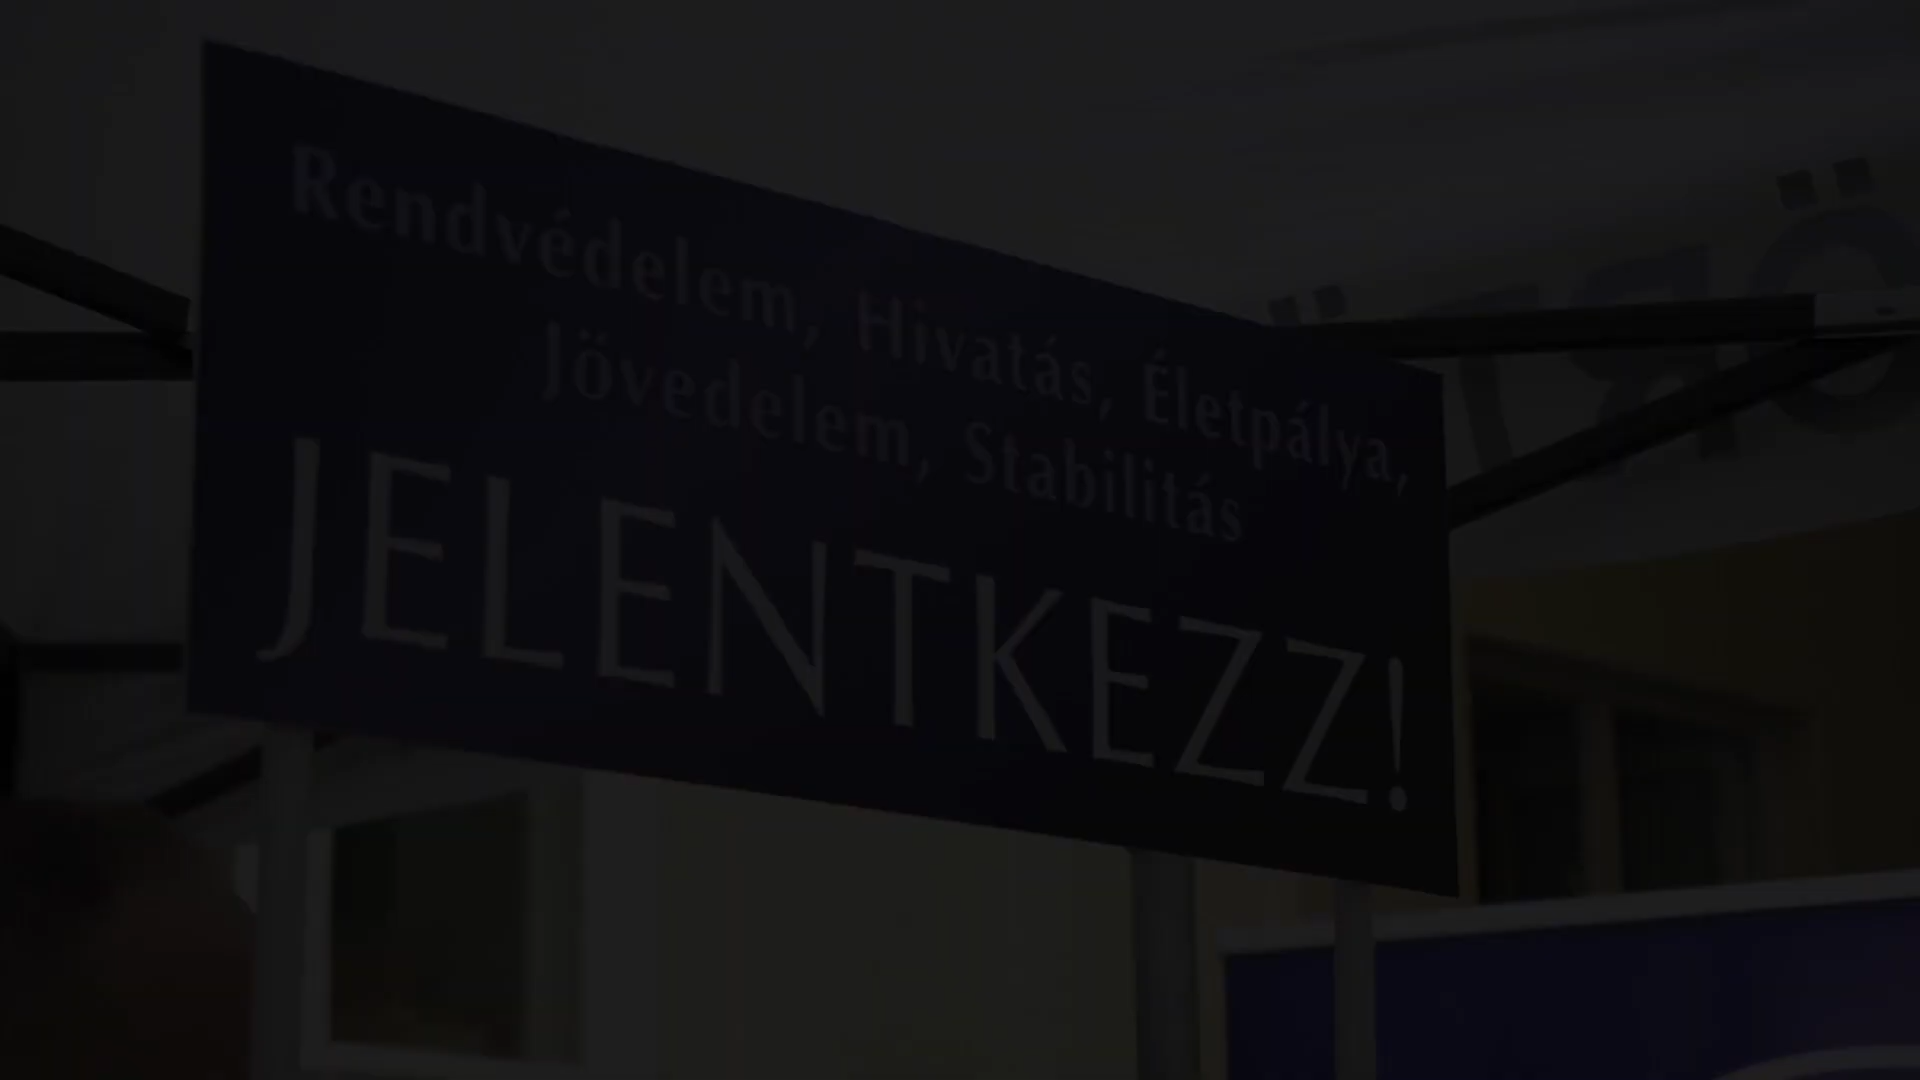 Rendvédelem, Hivatás, Életpálya,
Jövedelem, Stabilitás
JELENTKEZZ!